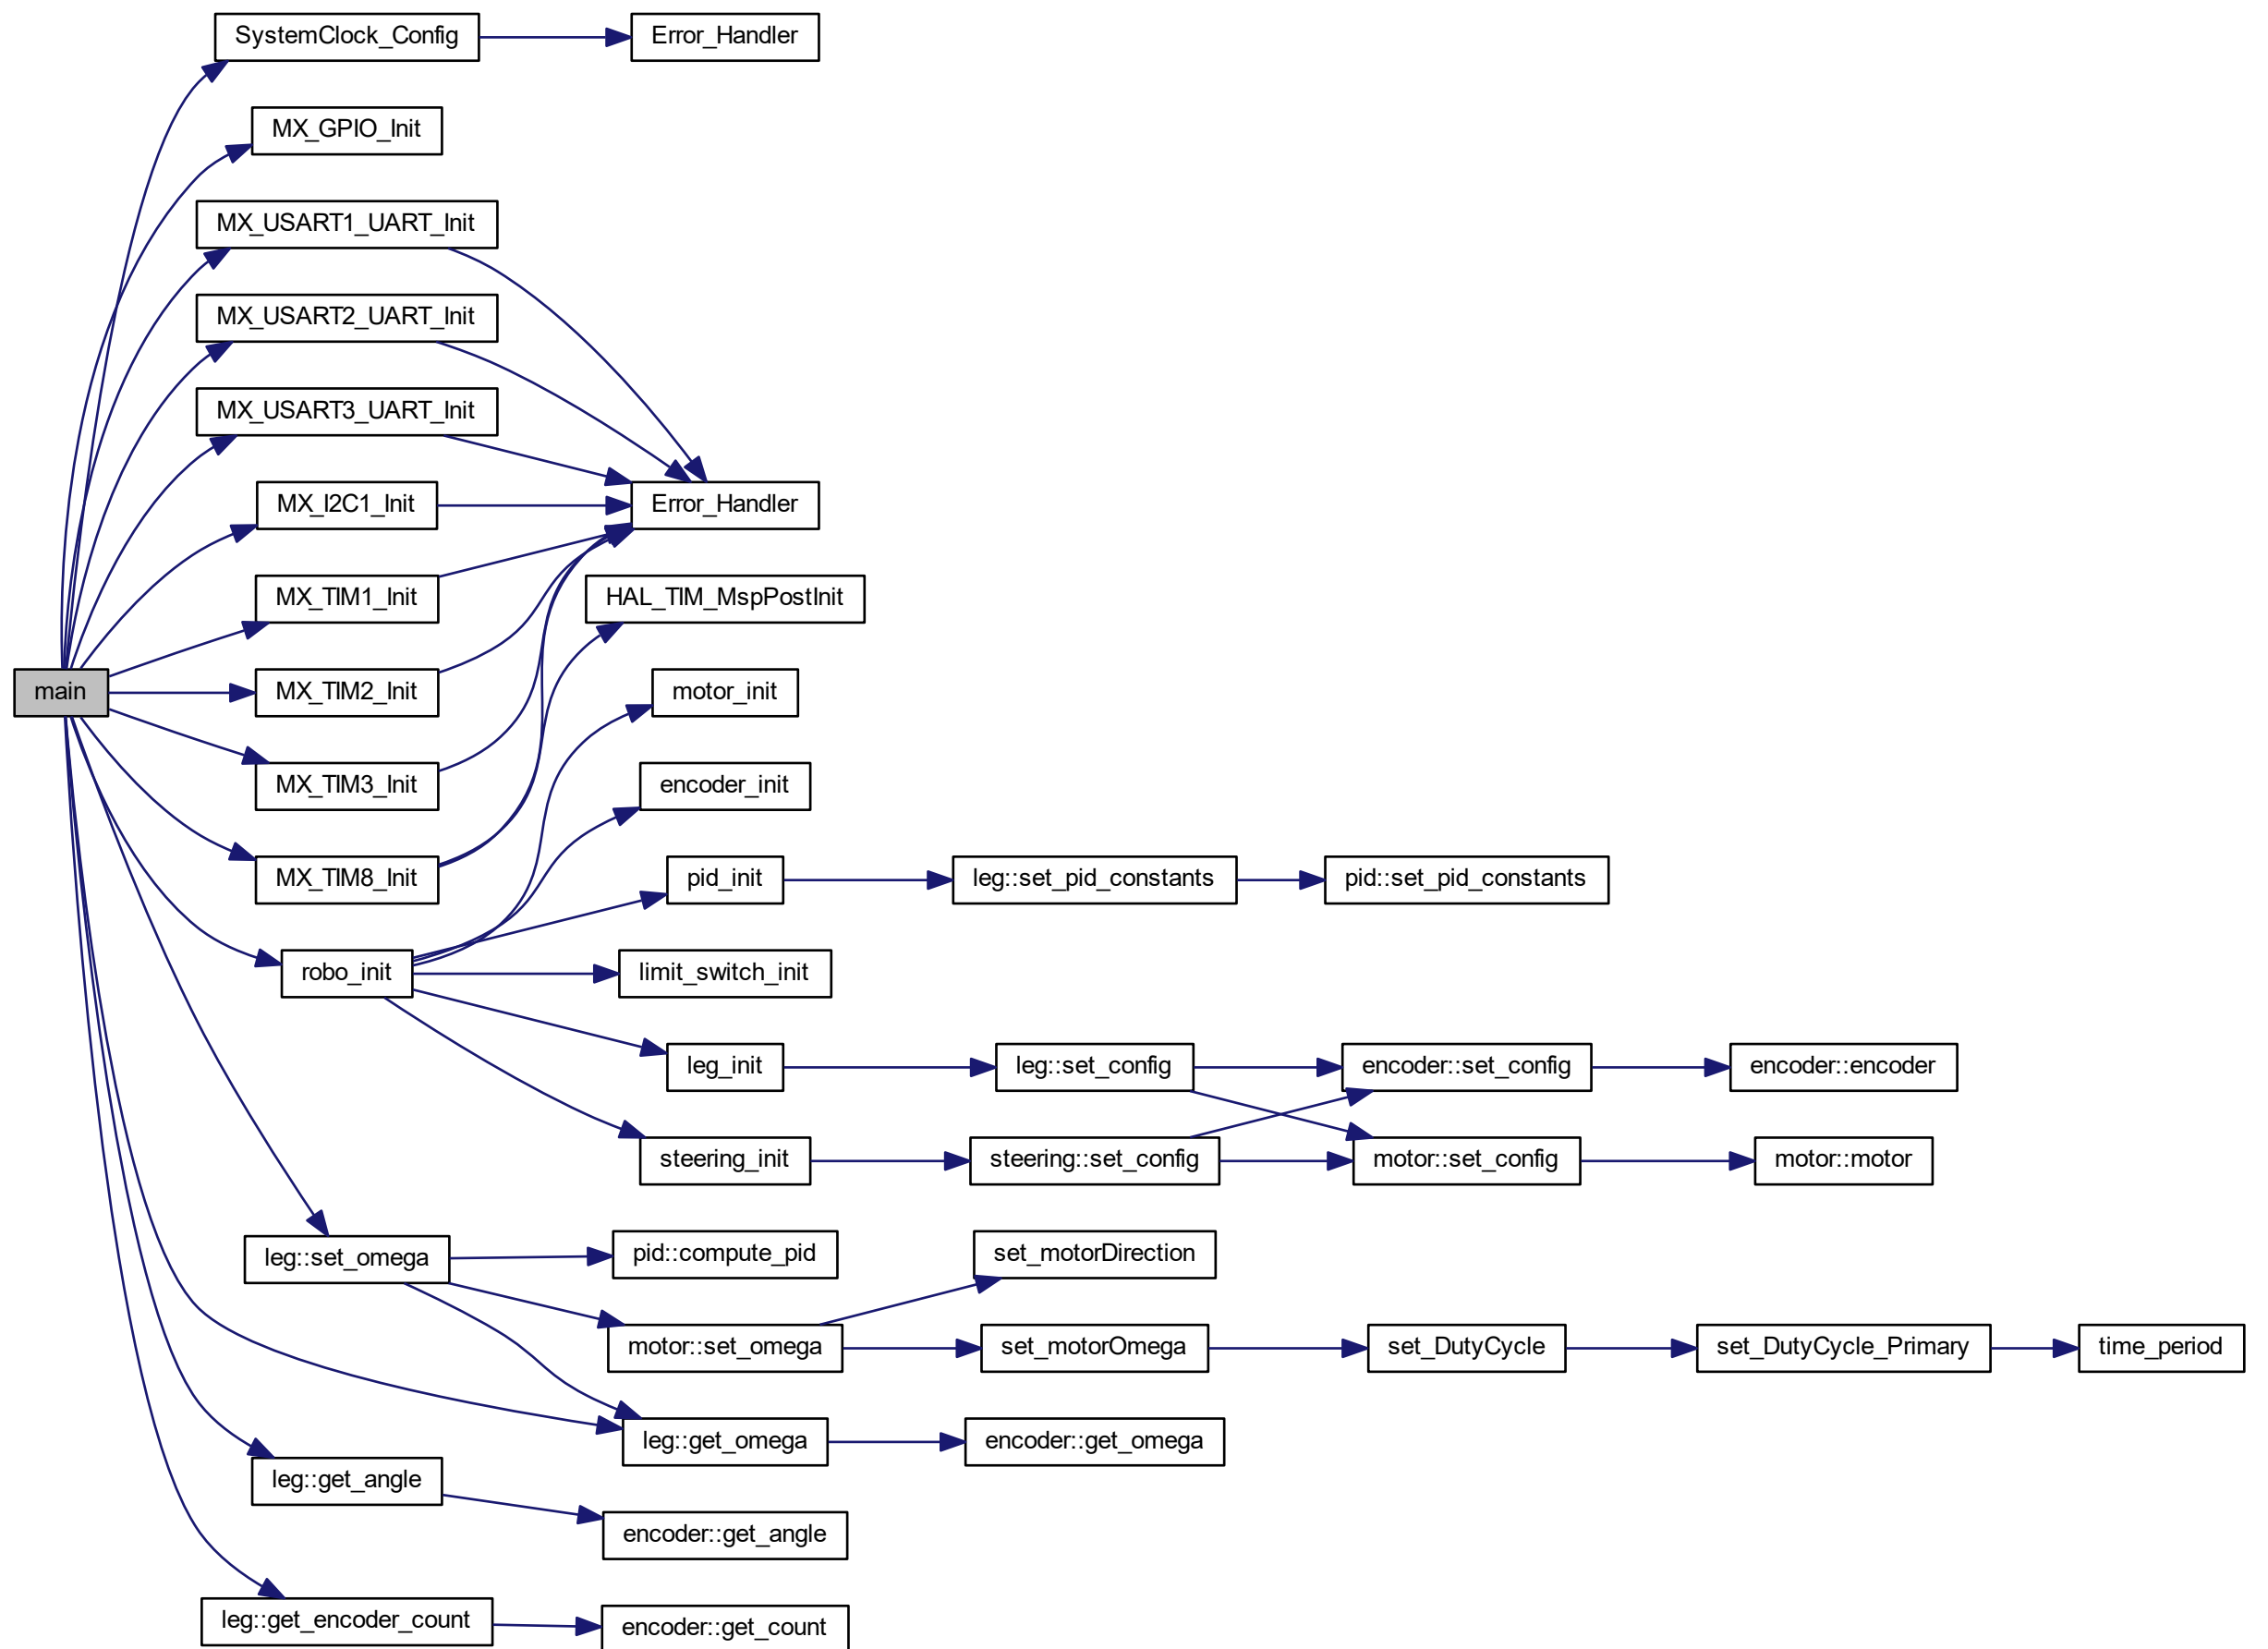 SystemClock_Config
Error_Handler
MX_GPIO_Init
MX_USART1_UART_Init
MX_USART2_UART_Init
MX_USART3_UART_Init
MX_I2C1_Init
Error_Handler
MX_TIM1_Init
HAL_TIM_MspPostInit
main
MX_TIM2_Init
motor_init
MX_TIM3_Init
encoder_init
MX_TIM8_Init
pid_init
leg::set_pid_constants
pid::set_pid_constants
robo_init
limit_switch_init
leg_init
leg::set_config
encoder::set_config
encoder::encoder
steering_init
steering::set_config
motor::set_config
motor::motor
leg::set_omega
pid::compute_pid
set_motorDirection
motor::set_omega
set_motorOmega
set_DutyCycle
set_DutyCycle_Primary
time_period
leg::get_omega
encoder::get_omega
leg::get_angle
encoder::get_angle
leg::get_encoder_count
encoder::get_count